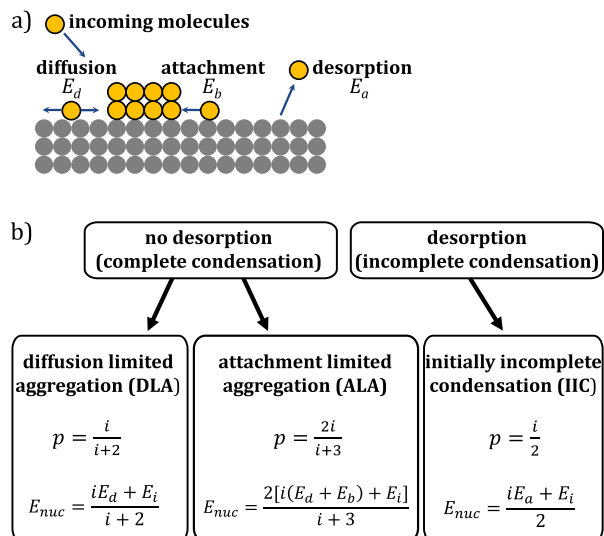 a)
incoming molecules
diffusion attachment desorption
E_d E_b E_a
b)
no desorption
(complete condensation)
desorption
(incomplete condensation)
diffusion limited
aggregation (DLA)
p = i/(i+2)
E_nuc = (iE_d + E_i)/(i + 2)
attachment limited
aggregation (ALA)
p = 2i/(i+3)
E_nuc = 2[i(E_d + E_b) + E_i]/(i + 3)
initially incomplete
condensation (IIC)
p = i/2
E_nuc = (iE_a + E_i)/2